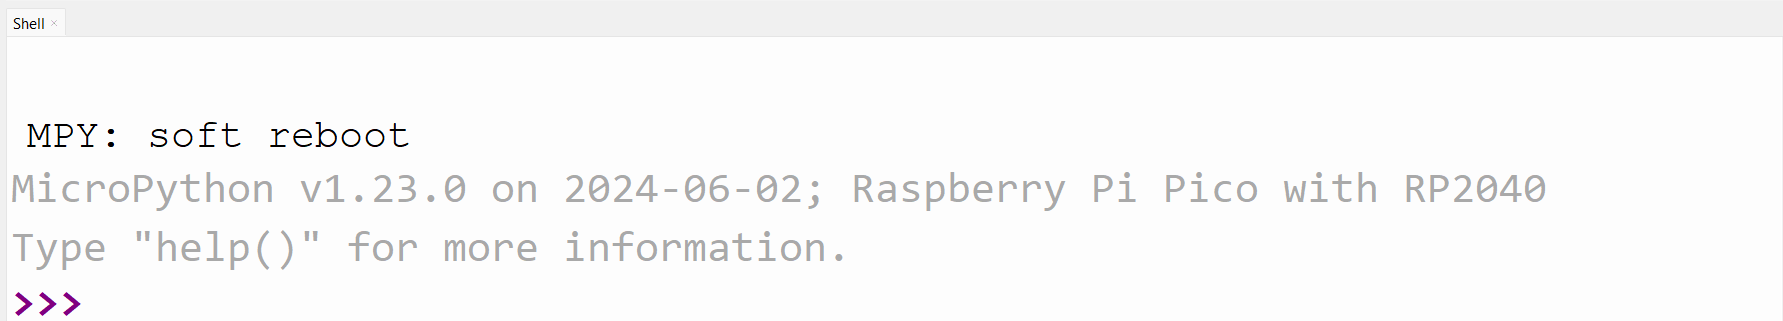 Shell ×
MPY: soft reboot
MicroPython v1.23.0 on 2024-06-02; Raspberry Pi Pico with RP2040
Type "help()" for more information.
>>>